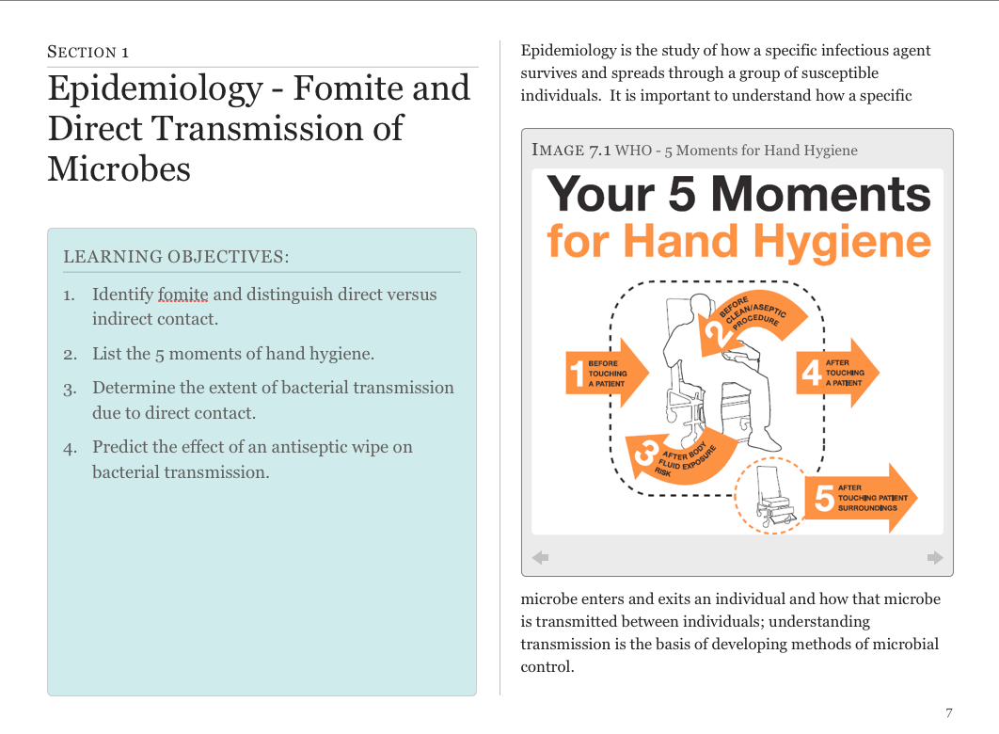 SECTION 1
Epidemiology - Fomite and
Direct Transmission of
Microbes
LEARNING OBJECTIVES:
1. Identify fomite and distinguish direct versus
indirect contact.
2. List the 5 moments of hand hygiene.
3. Determine the extent of bacterial transmission
due to direct contact.
4. Predict the effect of an antiseptic wipe on
bacterial transmission.
Epidemiology is the study of how a specific infectious agent
survives and spreads through a group of susceptible
individuals.  It is important to understand how a specific
IMAGE 7.1 WHO - 5 Moments for Hand Hygiene
Your 5 Moments
for Hand Hygiene
1 BEFORE
TOUCHING
A PATIENT
2 BEFORE
CLEAN/ASEPTIC
PROCEDURE
3 AFTER BODY
FLUID EXPOSURE
RISK
4 AFTER
TOUCHING
A PATIENT
5 AFTER
TOUCHING PATIENT
SURROUNDINGS
microbe enters and exits an individual and how that microbe
is transmitted between individuals; understanding
transmission is the basis of developing methods of microbial
control.
7